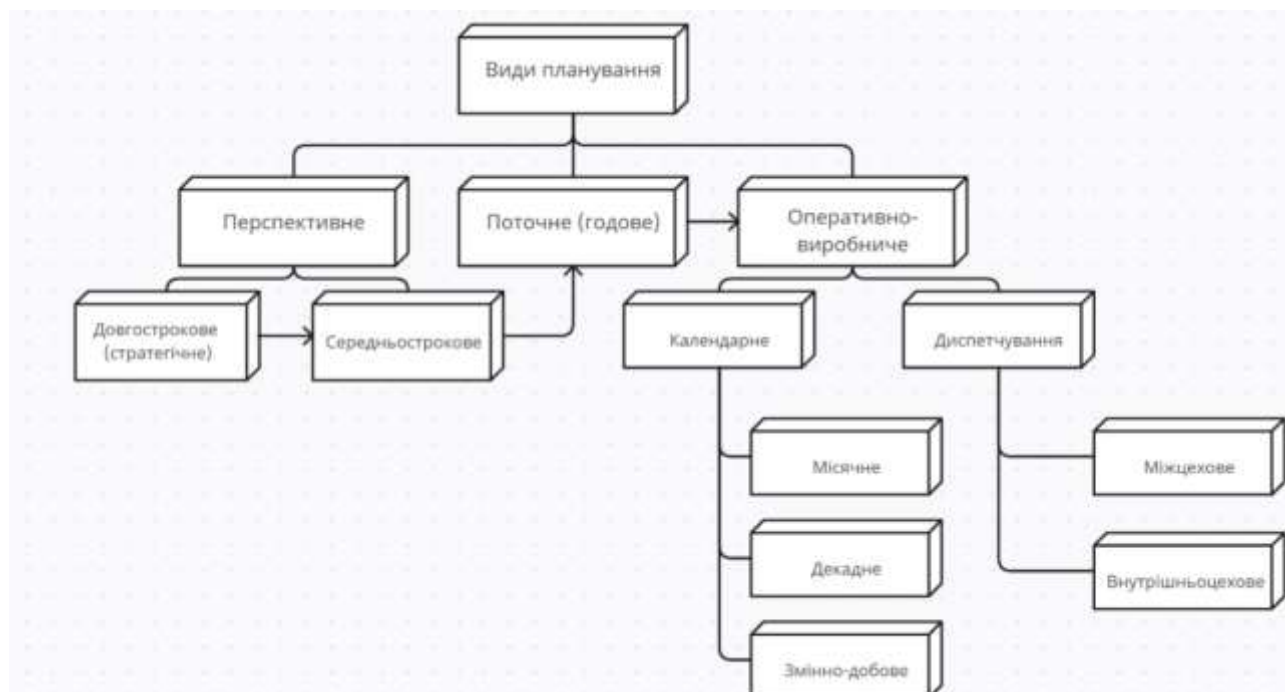 Види планування
Перспективне
Поточне (годове)
Оперативно-
виробниче
Довгострокове
(стратегічне)
Середньострокове
Календарне
Диспетчування
Місячне
Міжцехове
Декадне
Внутрішньоцехове
Змінно-добове